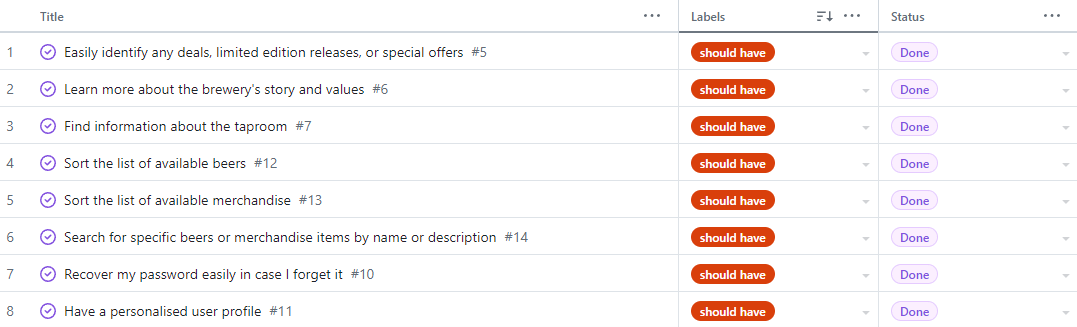 Title ... Labels ... Status ...
1 Easily identify any deals, limited edition releases, or special offers #5 should have Done
2 Learn more about the brewery's story and values #6 should have Done
3 Find information about the taproom #7 should have Done
4 Sort the list of available beers #12 should have Done
5 Sort the list of available merchandise #13 should have Done
6 Search for specific beers or merchandise items by name or description #14 should have Done
7 Recover my password easily in case I forget it #10 should have Done
8 Have a personalised user profile #11 should have Done